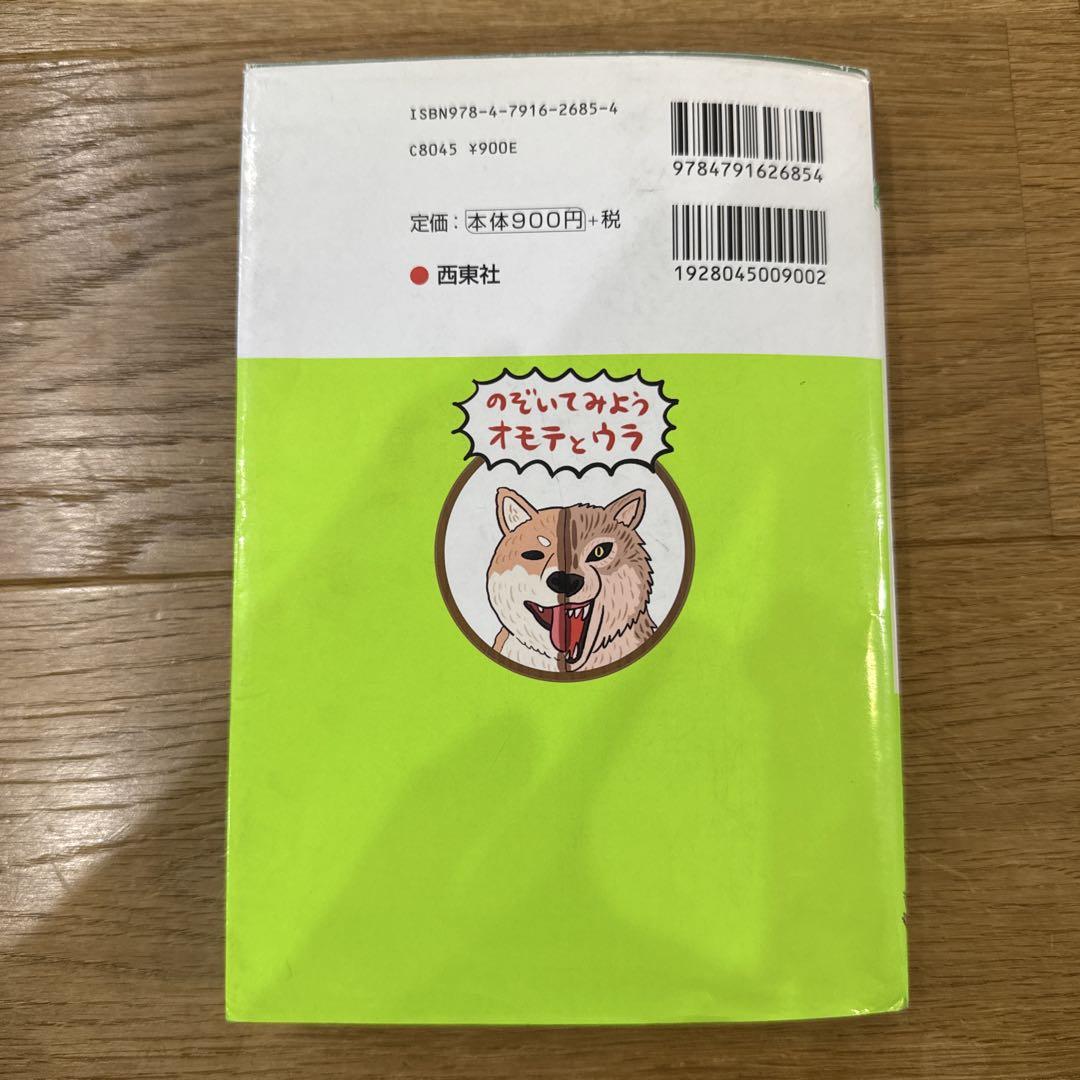 ISBN978-4-7916-2685-4
C8045 ¥900E
9784791626854
定価：本体900円+税
1928045009002
西東社
のぞいてみよう
オモテとウラ